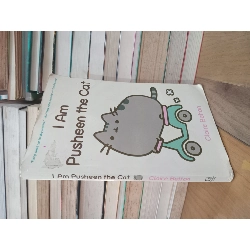 I Am
Pusheen the Cat
Claire Belton
I Am Pusheen the Cat
Claire Belton